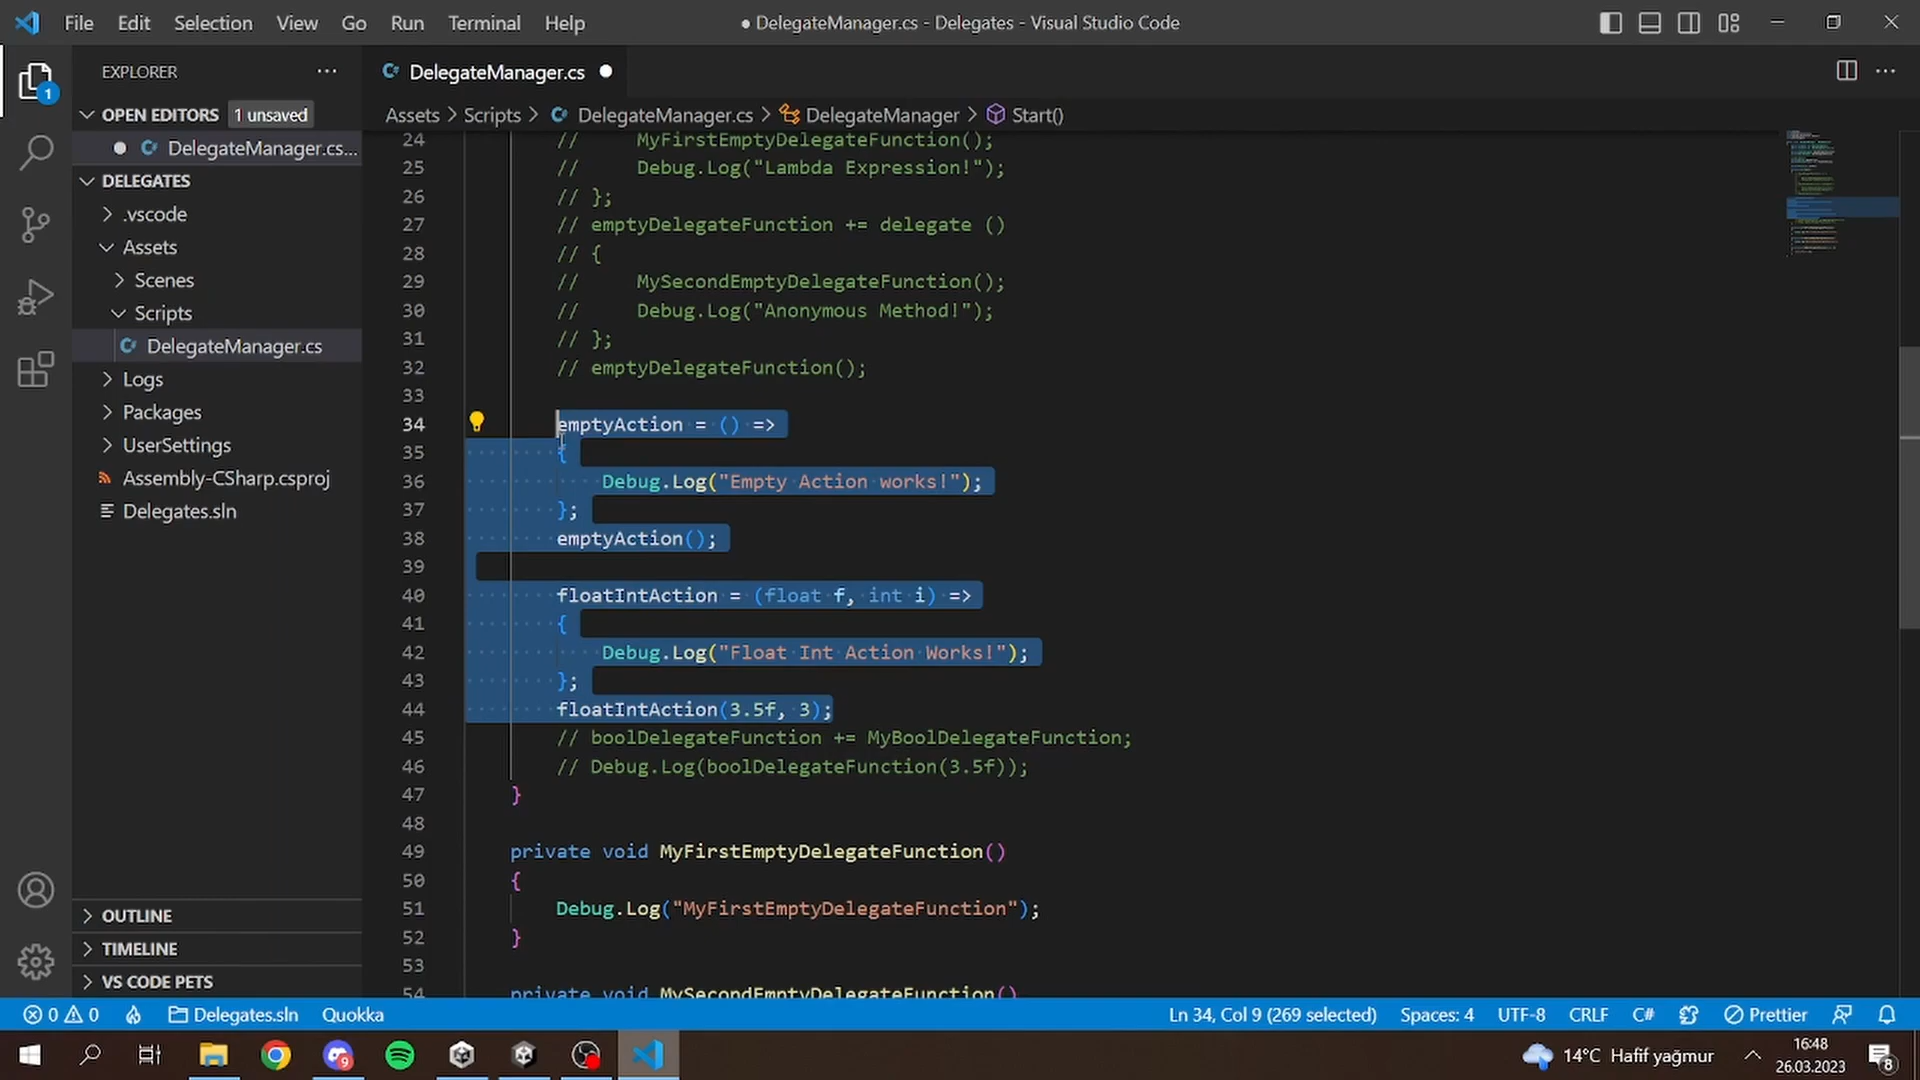 File Edit Selection View Go Run Terminal Help
● DelegateManager.cs - Delegates - Visual Studio Code
EXPLORER
DelegateManager.cs
OPEN EDITORS 1 unsaved
Assets > Scripts > DelegateManager.cs > DelegateManager > Start()
1
DelegateManager.cs...
DELEGATES
.vscode
Assets
Scenes
Scripts
DelegateManager.cs
Logs
Packages
UserSettings
Assembly-CSharp.csproj
Delegates.sln
OUTLINE
TIMELINE
VS CODE PETS
24 // MyFirstEmptyDelegateFunction();
25 // Debug.Log("Lambda Expression!");
26 // };
27 // emptyDelegateFunction += delegate ()
28 // {
29 // MySecondEmptyDelegateFunction();
30 // Debug.Log("Anonymous Method!");
31 // };
32 // emptyDelegateFunction();
33
34 emptyAction = () =>
35 {
36 Debug.Log("Empty Action works!");
37 };
38 emptyAction();
39
40 floatIntAction = (float f, int i) =>
41 {
42 Debug.Log("Float Int Action Works!");
43 };
44 floatIntAction(3.5f, 3);
45 // boolDelegateFunction += MyBoolDelegateFunction;
46 // Debug.Log(boolDelegateFunction(3.5f));
47 }
48
49 private void MyFirstEmptyDelegateFunction()
50 {
51 Debug.Log("MyFirstEmptyDelegateFunction");
52 }
53
54 private void MySecondEmptyDelegateFunction()
0 0 Delegates.sln Quokka Ln 34, Col 9 (269 selected) Spaces: 4 UTF-8 CRLF C# Prettier
9
14°C Hafif yağmur
16:48
26.03.2023
8